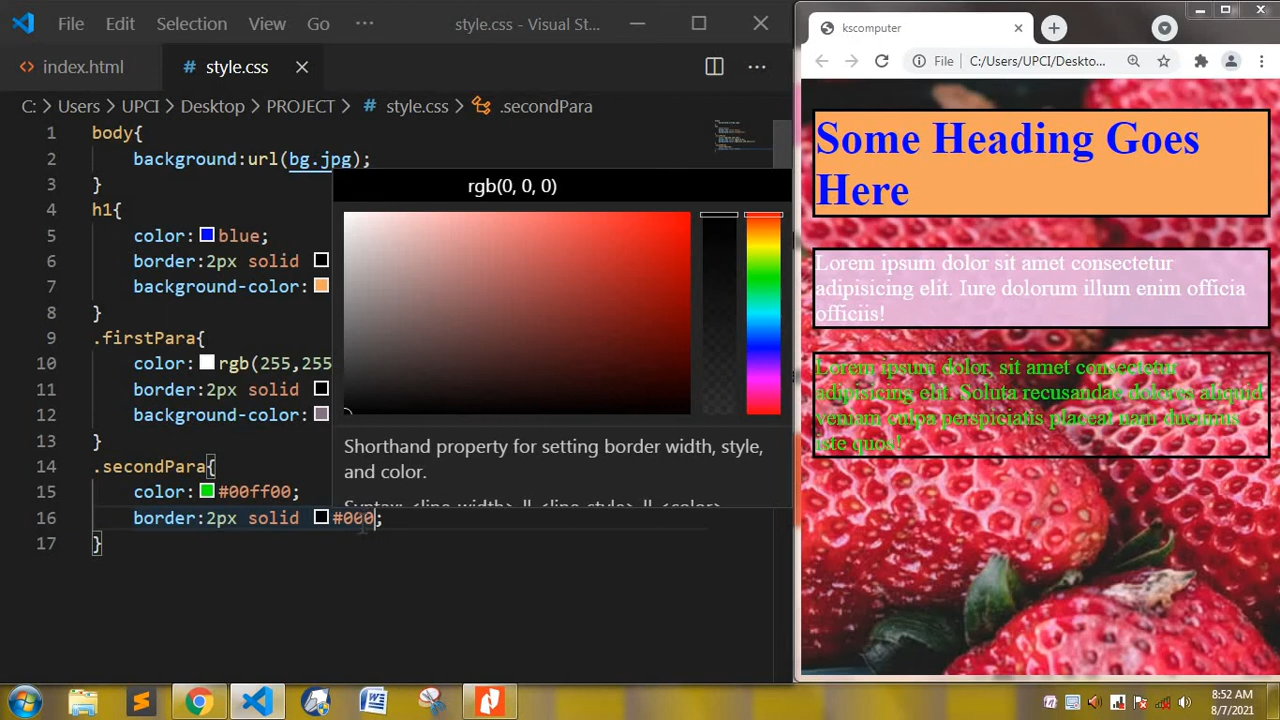 File Edit Selection View Go ··· style.css - Visual St...
index.html # style.css
C: > Users > UPCI > Desktop > PROJECT > # style.css > .secondPara
1 body{
2 background:url(bg.jpg);
3 }
4 h1{
5 color: blue;
6 border:2px solid
7 background-color:
8 }
9 .firstPara{
10 color: rgb(255,255
11 border:2px solid
12 background-color:
13 }
14 .secondPara{
15 color: #00ff00;
16 border:2px solid #000;
17 }
rgb(0, 0, 0)
Shorthand property for setting border width, style,
and color.
Syntax: <line-width> || <line-style> || <color>
kscomputer
File C:/Users/UPCI/Deskto...
Some Heading Goes
Here
Lorem ipsum dolor sit amet consectetur
adipisicing elit. Iure dolorum illum enim officia
officiis!
Lorem ipsum dolor, sit amet consectetur
adipisicing elit. Soluta recusandae dolores aliquid
veniam culpa perspiciatis placeat nam ducimus
iste quos!
8:52 AM
8/7/2021